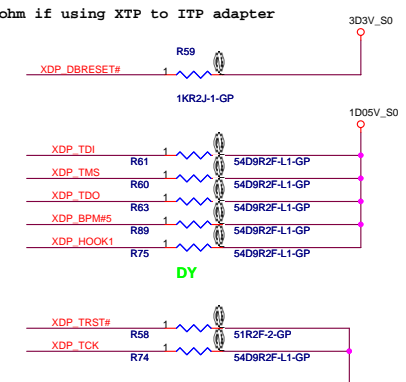 ohm if using XTP to ITP adapter
3D3V_S0
R59
XDP_DBRESET# 1
1KR2J-1-GP
1D05V_S0
XDP_TDI 1
R61 54D9R2F-L1-GP
XDP_TMS 1
R60 54D9R2F-L1-GP
XDP_TDO 1
R63 54D9R2F-L1-GP
XDP_BPM#5 1
R89 54D9R2F-L1-GP
XDP_HOOK1 1
R75 54D9R2F-L1-GP
DY
XDP_TRST# 1
R58 51R2F-2-GP
XDP_TCK 1
R74 54D9R2F-L1-GP